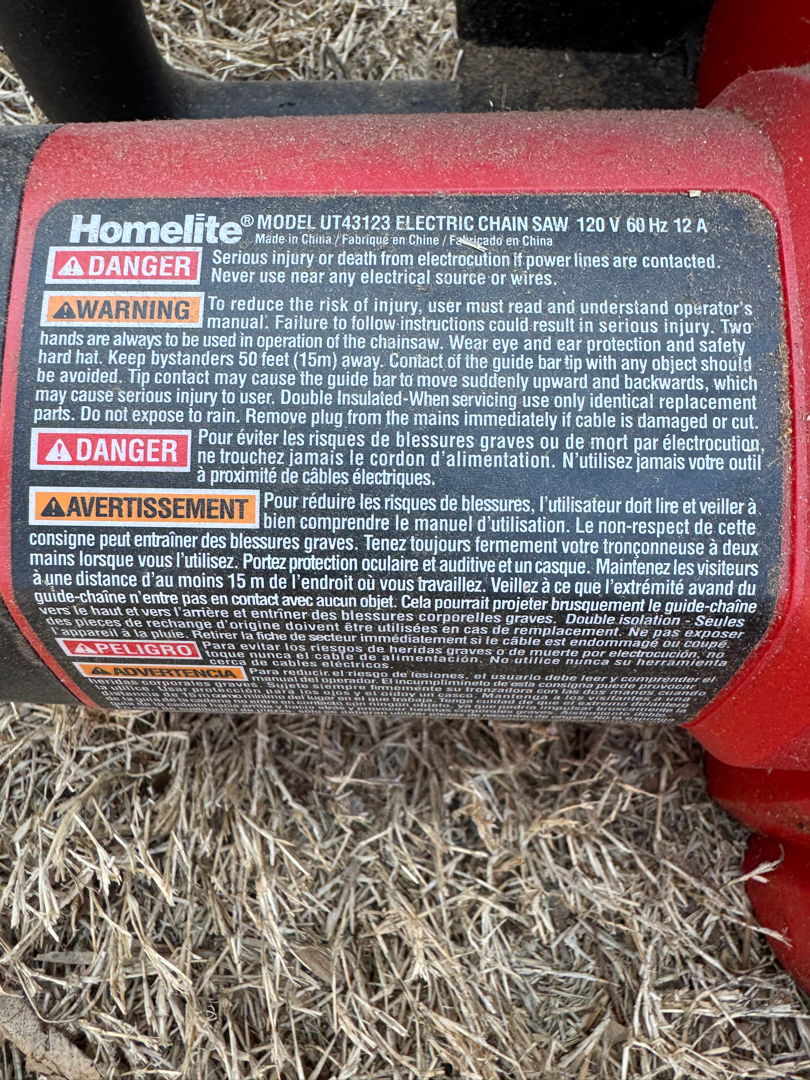 Homelite® MODEL UT43123 ELECTRIC CHAIN SAW 120 V 60 Hz 12 A
Made in China / Fabriqué en Chine / Fabricado en China
DANGER Serious injury or death from electrocution if power lines are contacted.
Never use near any electrical source or wires.
WARNING To reduce the risk of injury, user must read and understand operator's
manual. Failure to follow instructions could result in serious injury. Two
hands are always to be used in operation of the chainsaw. Wear eye and ear protection and safety
hard hat. Keep bystanders 50 feet (15m) away. Contact of the guide bar tip with any object should
be avoided. Tip contact may cause the guide bar to move suddenly upward and backwards, which
may cause serious injury to user. Double Insulated-When servicing use only identical replacement
parts. Do not expose to rain. Remove plug from the mains immediately if cable is damaged or cut.
DANGER Pour éviter les risques de blessures graves ou de mort par électrocution,
ne trouchez jamais le cordon d'alimentation. N'utilisez jamais votre outil
à proximité de câbles électriques.
AVERTISSEMENT Pour réduire les risques de blessures, l'utilisateur doit lire et veiller à
bien comprendre le manuel d'utilisation. Le non-respect de cette
consigne peut entraîner des blessures graves. Tenez toujours fermement votre tronçonneuse à deux
mains lorsque vous l'utilisez. Portez protection oculaire et auditive et un casque. Maintenez les visiteurs
à une distance d'au moins 15 m de l'endroit où vous travaillez. Veillez à ce que l'extrémité avand du
guide-chaîne n'entre pas en contact avec aucun objet. Cela pourrait projeter brusquement le guide-chaîne
vers le haut et vers l'arrière et entraîner des blessures corporelles graves. Double isolation - Seules
des pièces de rechange d'origine doivent être utilisées en cas de remplacement. Ne pas exposer
l'appareil à la pluie. Retirer la fiche de secteur immédiatement si le câble est endommagé ou coupé.
PELIGRO Para evitar los riesgos de heridas graves o de muerte por electrocución, no
toque nunca el cable de alimentación. No utilice nunca su herramienta
cerca de cables eléctricos.
ADVERTENCIA Para reducir el riesgo de lesiones, el usuario debe leer y comprender el
manual del operador. El incumplimiento de esta consigna puede provocar